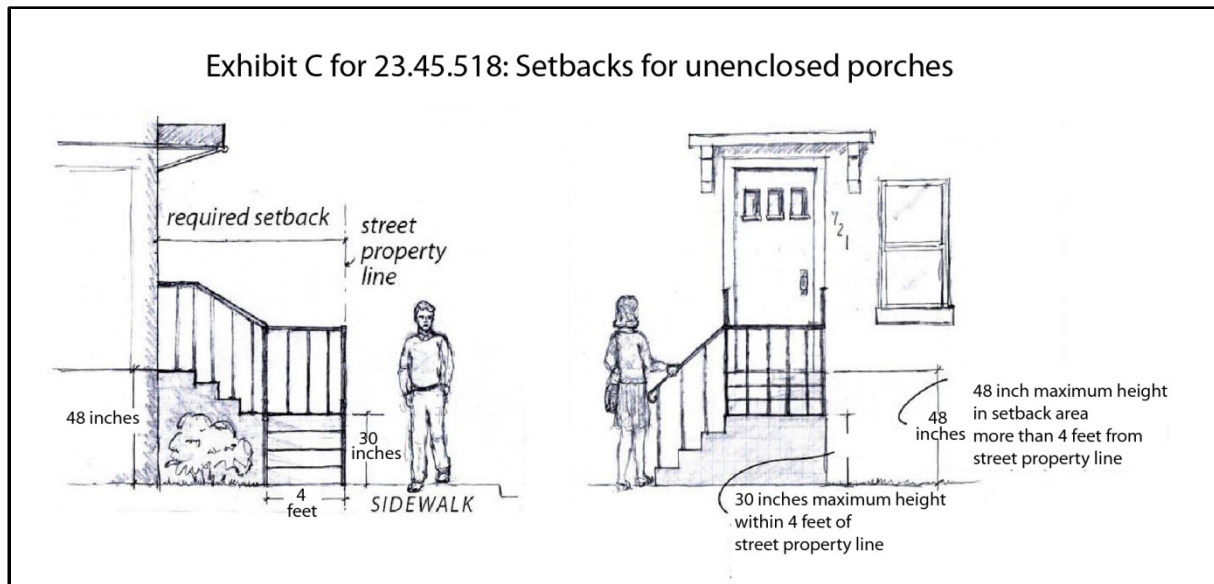 Exhibit C for 23.45.518: Setbacks for unenclosed porches
required setback
street
property
line
48 inches
30
inches
4
feet
SIDEWALK
721
48
inches
48 inch maximum height
in setback area
more than 4 feet from
street property line
30 inches maximum height
within 4 feet of
street property line